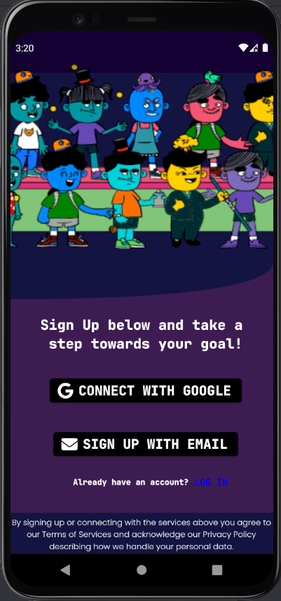 3:20
Sign Up below and take a
step towards your goal!
CONNECT WITH GOOGLE
SIGN UP WITH EMAIL
Already have an account? LOG IN
By signing up or connecting with the services above you agree to
our Terms of Services and acknowledge our Privacy Policy
describing how we handle your personal data.